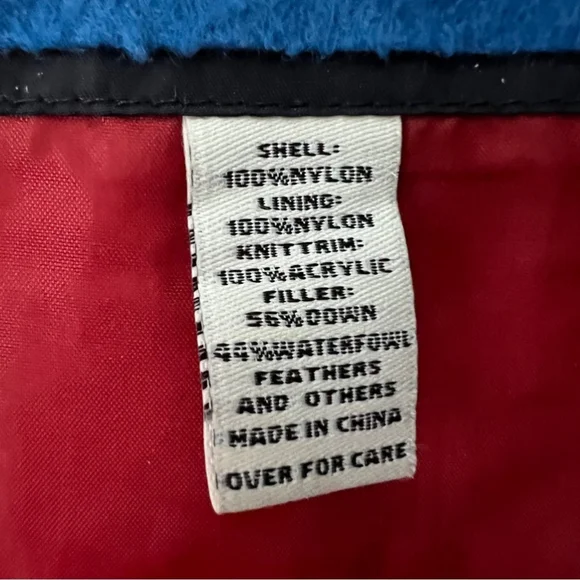 SHELL:
100%NYLON
LINING:
100%NYLON
KNITTRIM:
100%ACRYLIC
FILLER:
56%DOWN
44%WATERFOWL
FEATHERS
AND OTHERS
MADE IN CHINA
OVER FOR CARE